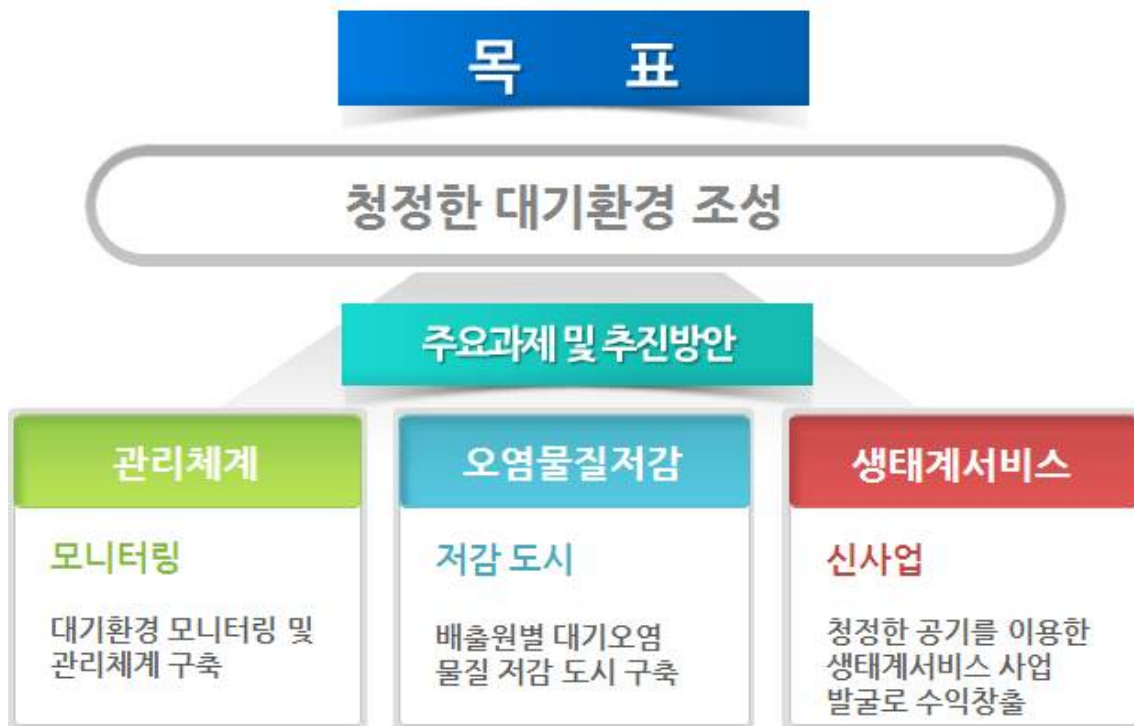 목 표
청정한 대기환경 조성
주요과제 및 추진방안
관리체계
모니터링
대기환경 모니터링 및
관리체계 구축
오염물질저감
저감 도시
배출원별 대기오염
물질 저감 도시 구축
생태계서비스
신사업
청정한 공기를 이용한
생태계서비스 사업
발굴로 수익창출